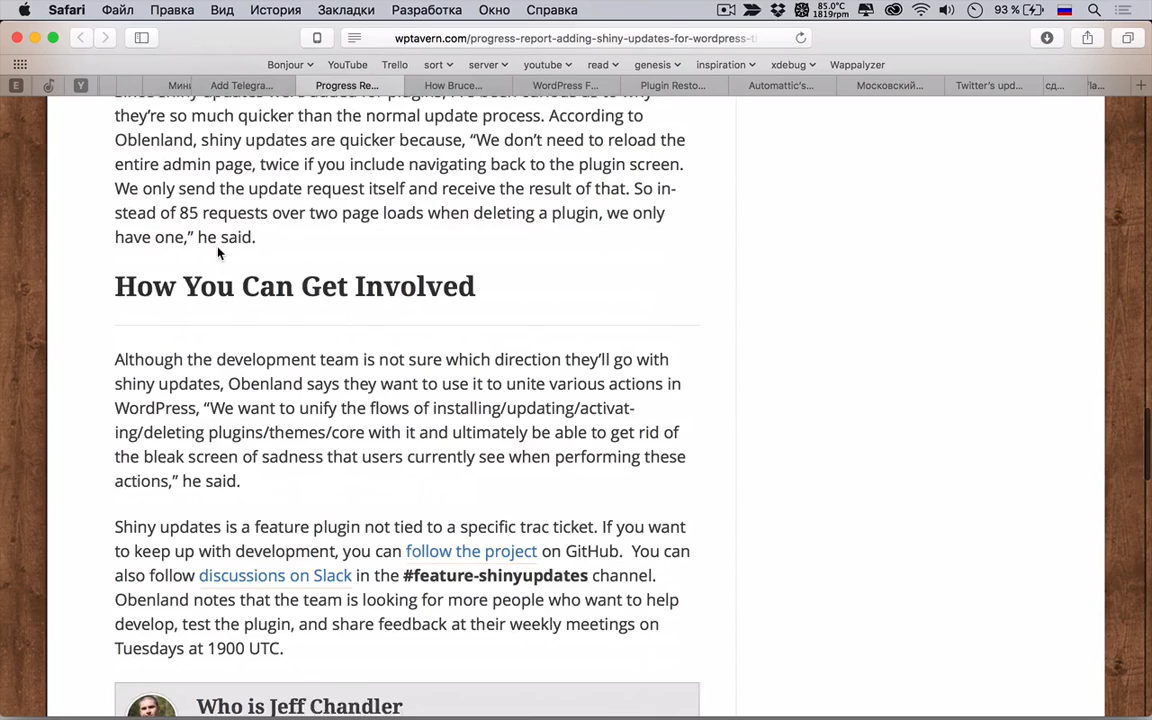 Safari Файл Правка Вид История Закладки Разработка Окно Справка 85.0°C 1819rpm 93 %
wptavern.com/progress-report-adding-shiny-updates-for-wordpress-t
Bonjour YouTube Trello sort server youtube read genesis inspiration xdebug Wappalyzer
E Y Мини Add Telegra... Progress Re... How Bruce... WordPress F... Plugin Resto... Automattic's... Московский... Twitter's upd... сд...
they're so much quicker than the normal update process. According to
Oblenland, shiny updates are quicker because, “We don't need to reload the
entire admin page, twice if you include navigating back to the plugin screen.
We only send the update request itself and receive the result of that. So in-
stead of 85 requests over two page loads when deleting a plugin, we only
have one,” he said.
How You Can Get Involved
Although the development team is not sure which direction they'll go with
shiny updates, Obenland says they want to use it to unite various actions in
WordPress, “We want to unify the flows of installing/updating/activat-
ing/deleting plugins/themes/core with it and ultimately be able to get rid of
the bleak screen of sadness that users currently see when performing these
actions,” he said.
Shiny updates is a feature plugin not tied to a specific trac ticket. If you want
to keep up with development, you can follow the project on GitHub. You can
also follow discussions on Slack in the #feature-shinyupdates channel.
Obenland notes that the team is looking for more people who want to help
develop, test the plugin, and share feedback at their weekly meetings on
Tuesdays at 1900 UTC.
Who is Jeff Chandler